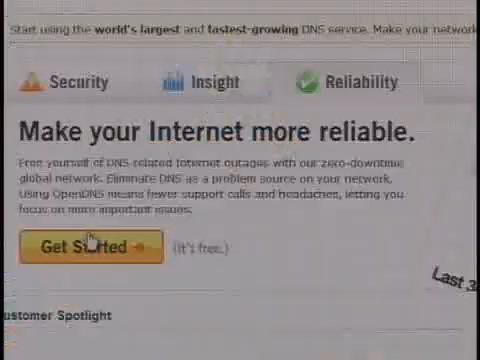 Start using the world's largest and fastest-growing DNS service. Make your network
Security Insight Reliability
Make your Internet more reliable.
Free yourself of DNS-related Internet outages with our zero-downtime
global network. Eliminate DNS as a problem source on your network.
Using OpenDNS means fewer support calls and headaches, letting you
focus on more important issues.
Get Started (it's free.)
Last 3
ustomer Spotlight